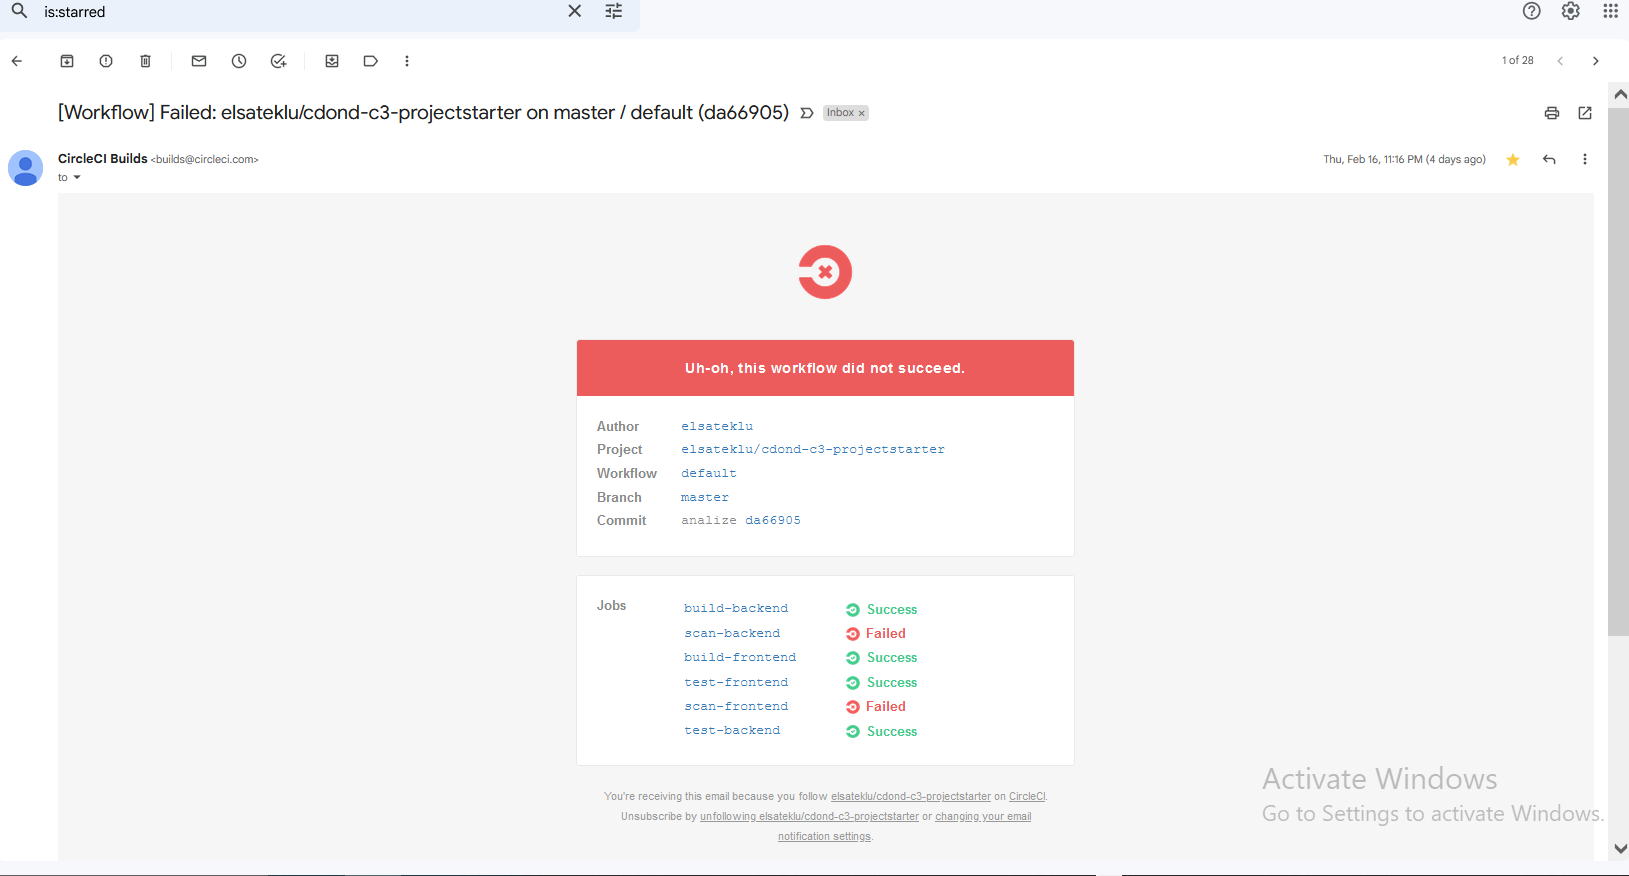 is:starred
1 of 28
[Workflow] Failed: elsateklu/cdond-c3-projectstarter on master / default (da66905) Inbox ×
CircleCI Builds <builds@circleci.com> Thu, Feb 16, 11:16 PM (4 days ago)
to
Uh-oh, this workflow did not succeed.
Author elsateklu
Project elsateklu/cdond-c3-projectstarter
Workflow default
Branch master
Commit analize da66905
Jobs build-backend Success
scan-backend Failed
build-frontend Success
test-frontend Success
scan-frontend Failed
test-backend Success
You're receiving this email because you follow elsateklu/cdond-c3-projectstarter on CircleCI.
Unsubscribe by unfollowing elsateklu/cdond-c3-projectstarter or changing your email
notification settings.
Activate Windows
Go to Settings to activate Windows.